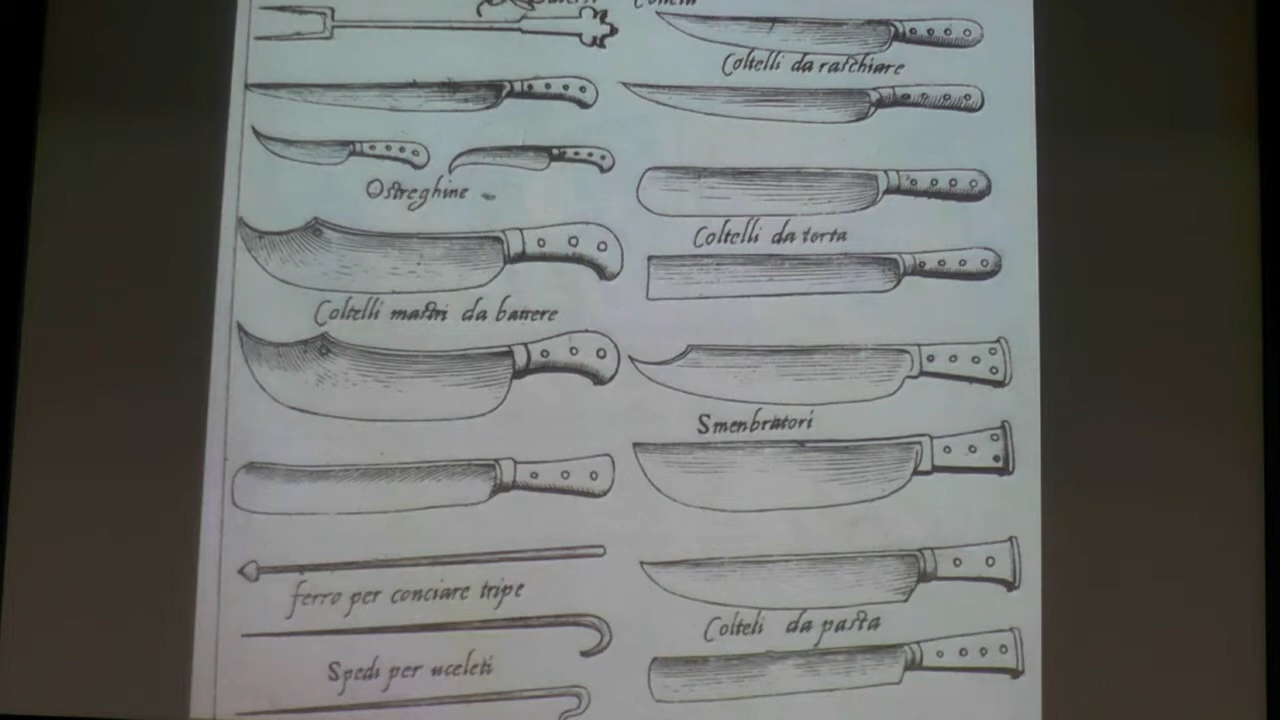 Coltelli da raschiare
Ostreghine
Coltelli da torta
Coltelli mastri da battere
Smenbratori
ferro per conciare tripe
Colteli da pasta
Spedi per uceleti